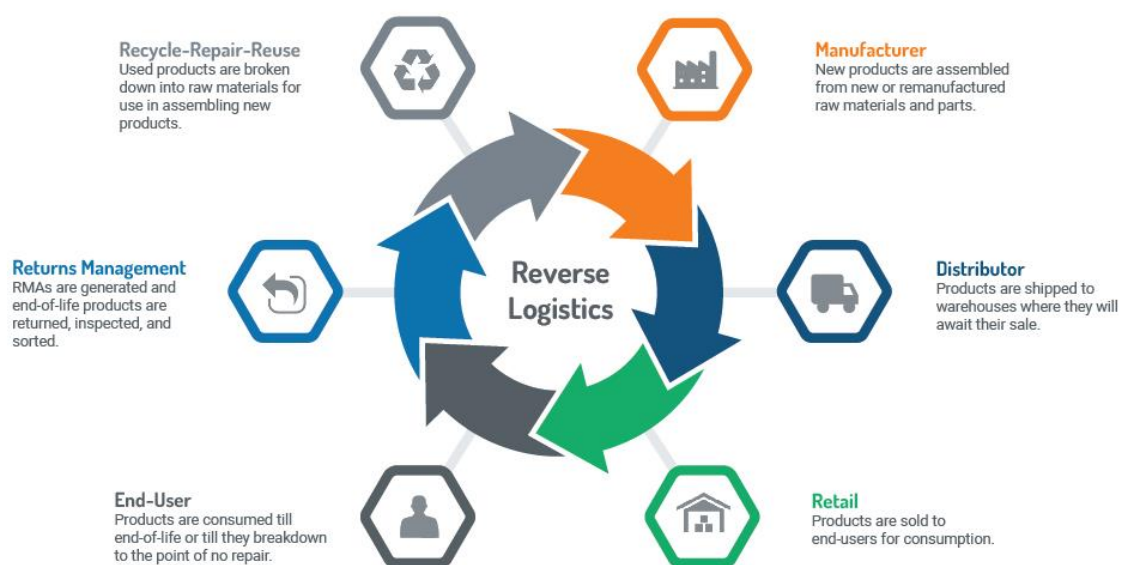 Recycle-Repair-Reuse
Used products are broken
down into raw materials for
use in assembling new
products.
Manufacturer
New products are assembled
from new or remanufactured
raw materials and parts.
Returns Management
RMAs are generated and
end-of-life products are
returned, inspected, and
sorted.
Reverse
Logistics
Distributor
Products are shipped to
warehouses where they will
await their sale.
End-User
Products are consumed till
end-of-life or till they breakdown
to the point of no repair.
Retail
Products are sold to
end-users for consumption.